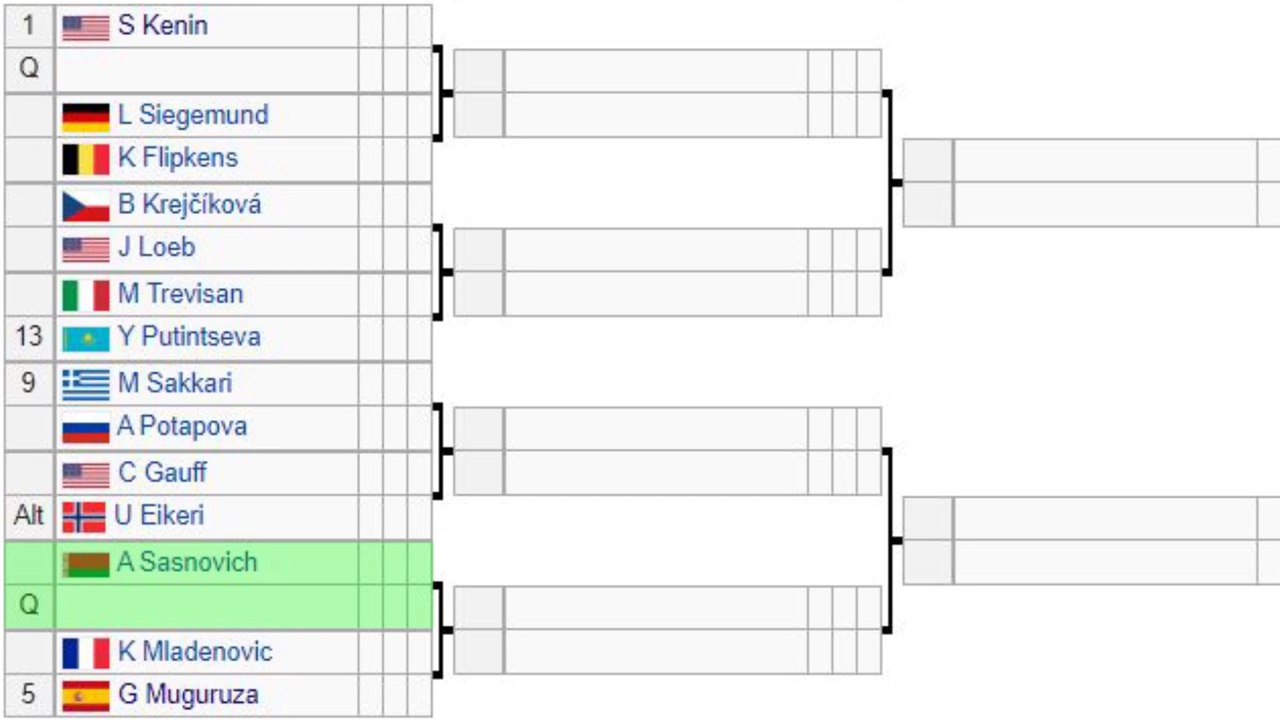 1 S Kenin
Q
L Siegemund
K Flipkens
B Krejčíková
J Loeb
M Trevisan
13 Y Putintseva
9 M Sakkari
A Potapova
C Gauff
Alt U Eikeri
A Sasnovich
Q
K Mladenovic
5 G Muguruza